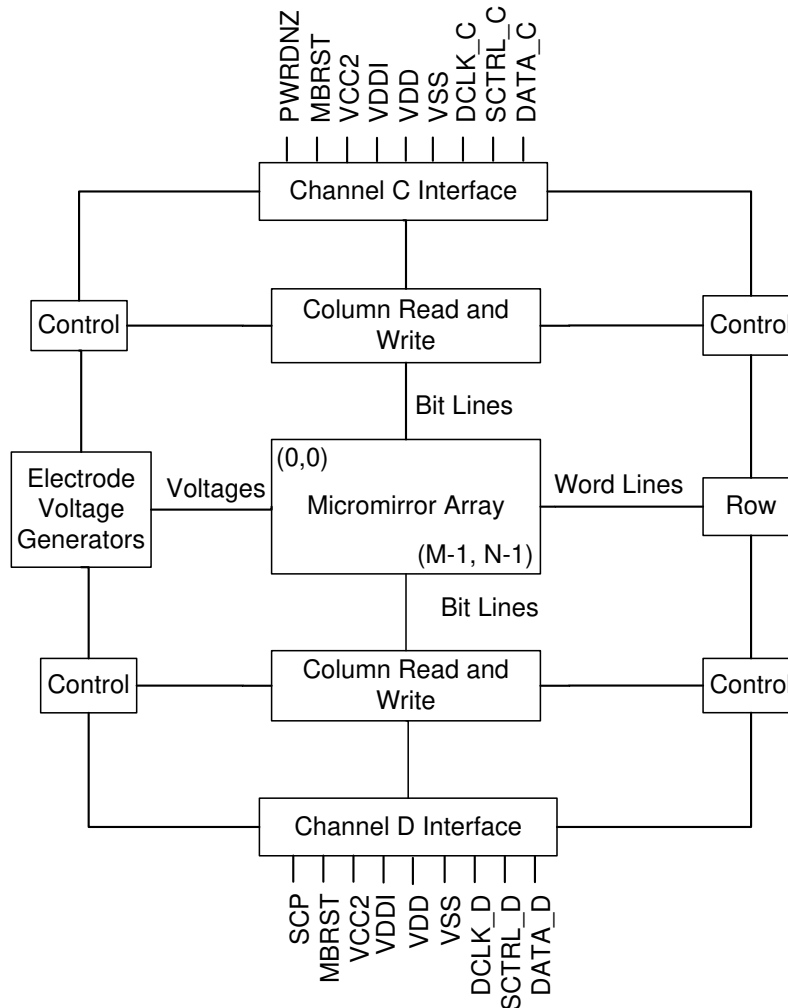 PWRDNZ
MBRST
VCC2
VDDI
VDD
VSS
DCLK_C
SCTRL_C
DATA_C
Channel C Interface
Control
Column Read and
Write
Control
Bit Lines
Electrode
Voltage
Generators
Voltages
(0,0)
Micromirror Array
(M-1, N-1)
Word Lines
Row
Bit Lines
Control
Column Read and
Write
Control
Channel D Interface
SCP
MBRST
VCC2
VDDI
VDD
VSS
DCLK_D
SCTRL_D
DATA_D